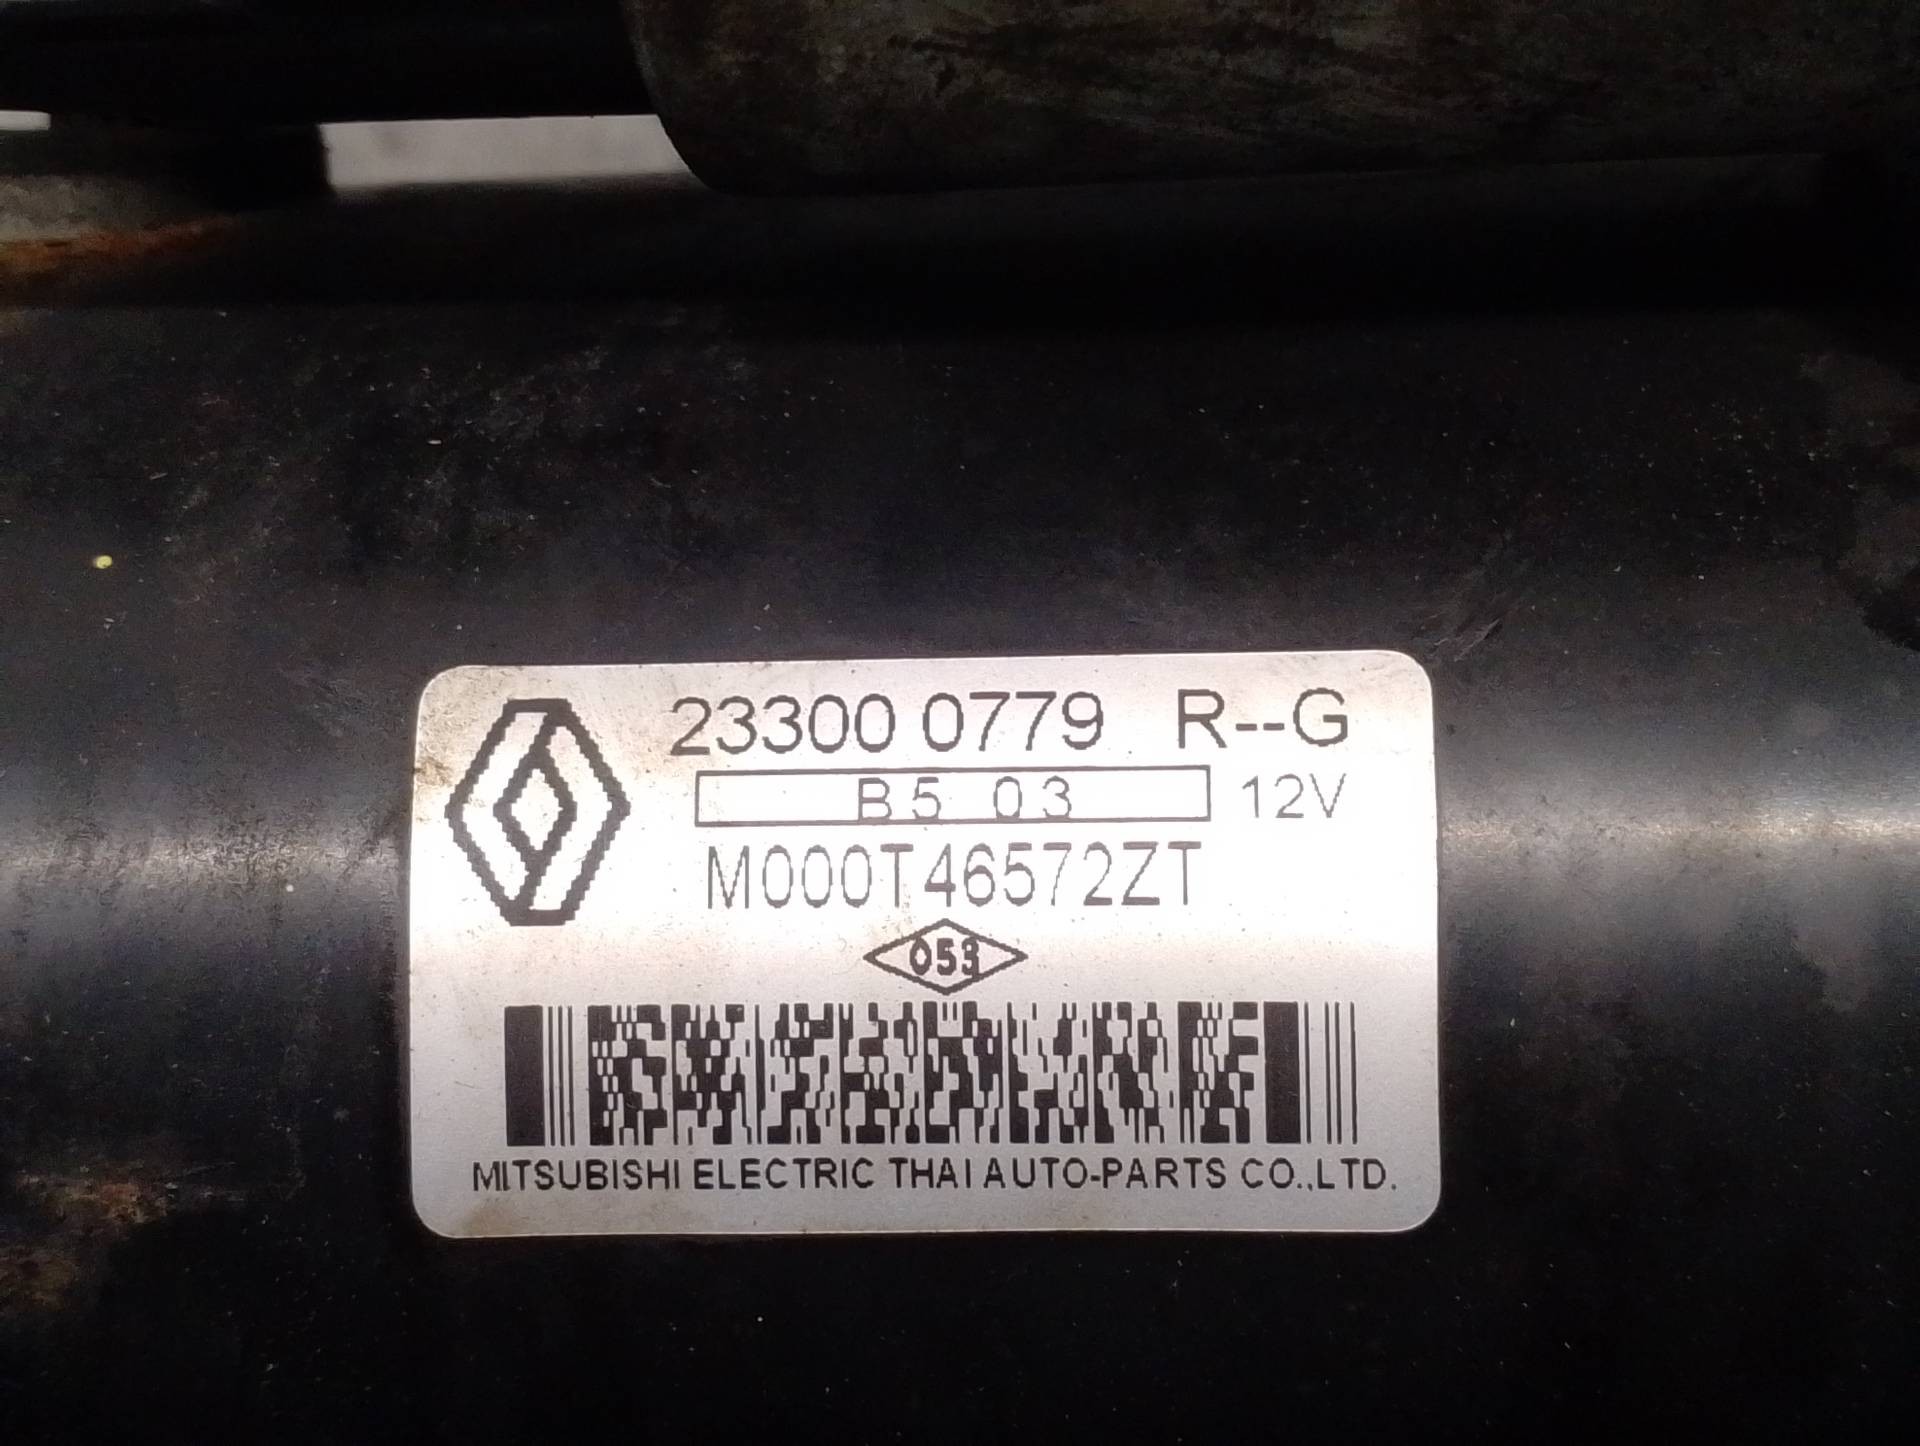 23300 0779 R--G
B5 03 12V
M000T46572ZT
053
MITSUBISHI ELECTRIC THAI AUTO-PARTS CO.,LTD.